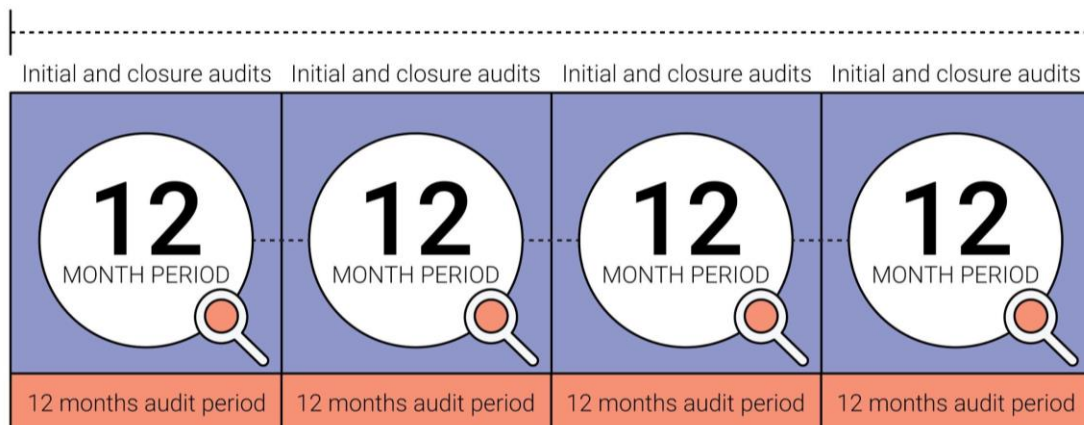 Initial and closure audits Initial and closure audits Initial and closure audits Initial and closure audits
12 12 12 12
MONTH PERIOD MONTH PERIOD MONTH PERIOD MONTH PERIOD
12 months audit period 12 months audit period 12 months audit period 12 months audit period